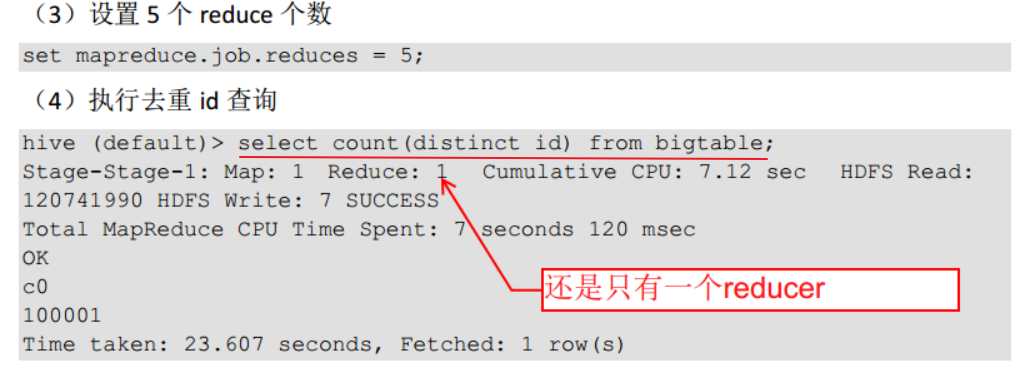 （3）设置 5 个 reduce 个数
set mapreduce.job.reduces = 5;
（4）执行去重 id 查询
hive (default)> select count(distinct id) from bigtable;
Stage-Stage-1: Map: 1 Reduce: 1 Cumulative CPU: 7.12 sec HDFS Read:
120741990 HDFS Write: 7 SUCCESS
Total MapReduce CPU Time Spent: 7 seconds 120 msec
OK
还是只有一个reducer
c0
100001
Time taken: 23.607 seconds, Fetched: 1 row(s)